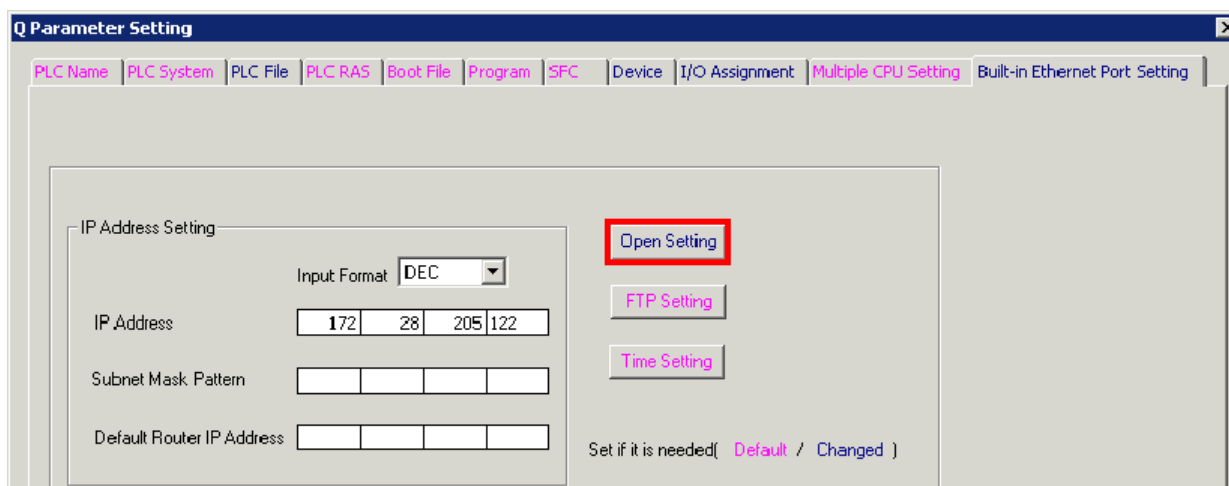 Q Parameter Setting
PLC Name PLC System PLC File PLC RAS Boot File Program SFC Device I/O Assignment Multiple CPU Setting Built-in Ethernet Port Setting
IP Address Setting
Open Setting
Input Format DEC
FTP Setting
IP Address 172 28 205 122
Time Setting
Subnet Mask Pattern
Default Router IP Address
Set if it is needed( Default / Changed )